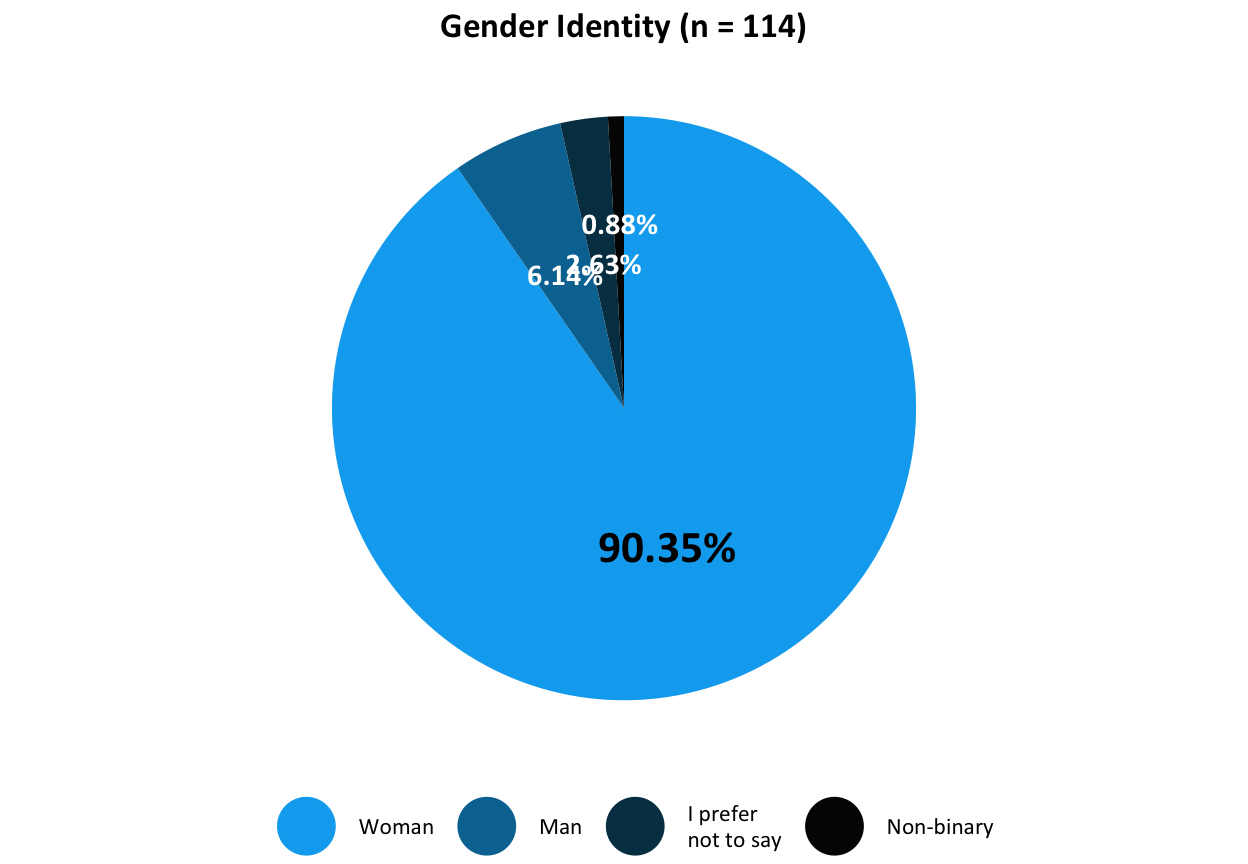 Gender Identity (n = 114)
0.88%
2.63%
6.14%
90.35%
Woman
Man
I prefer
not to say
Non-binary